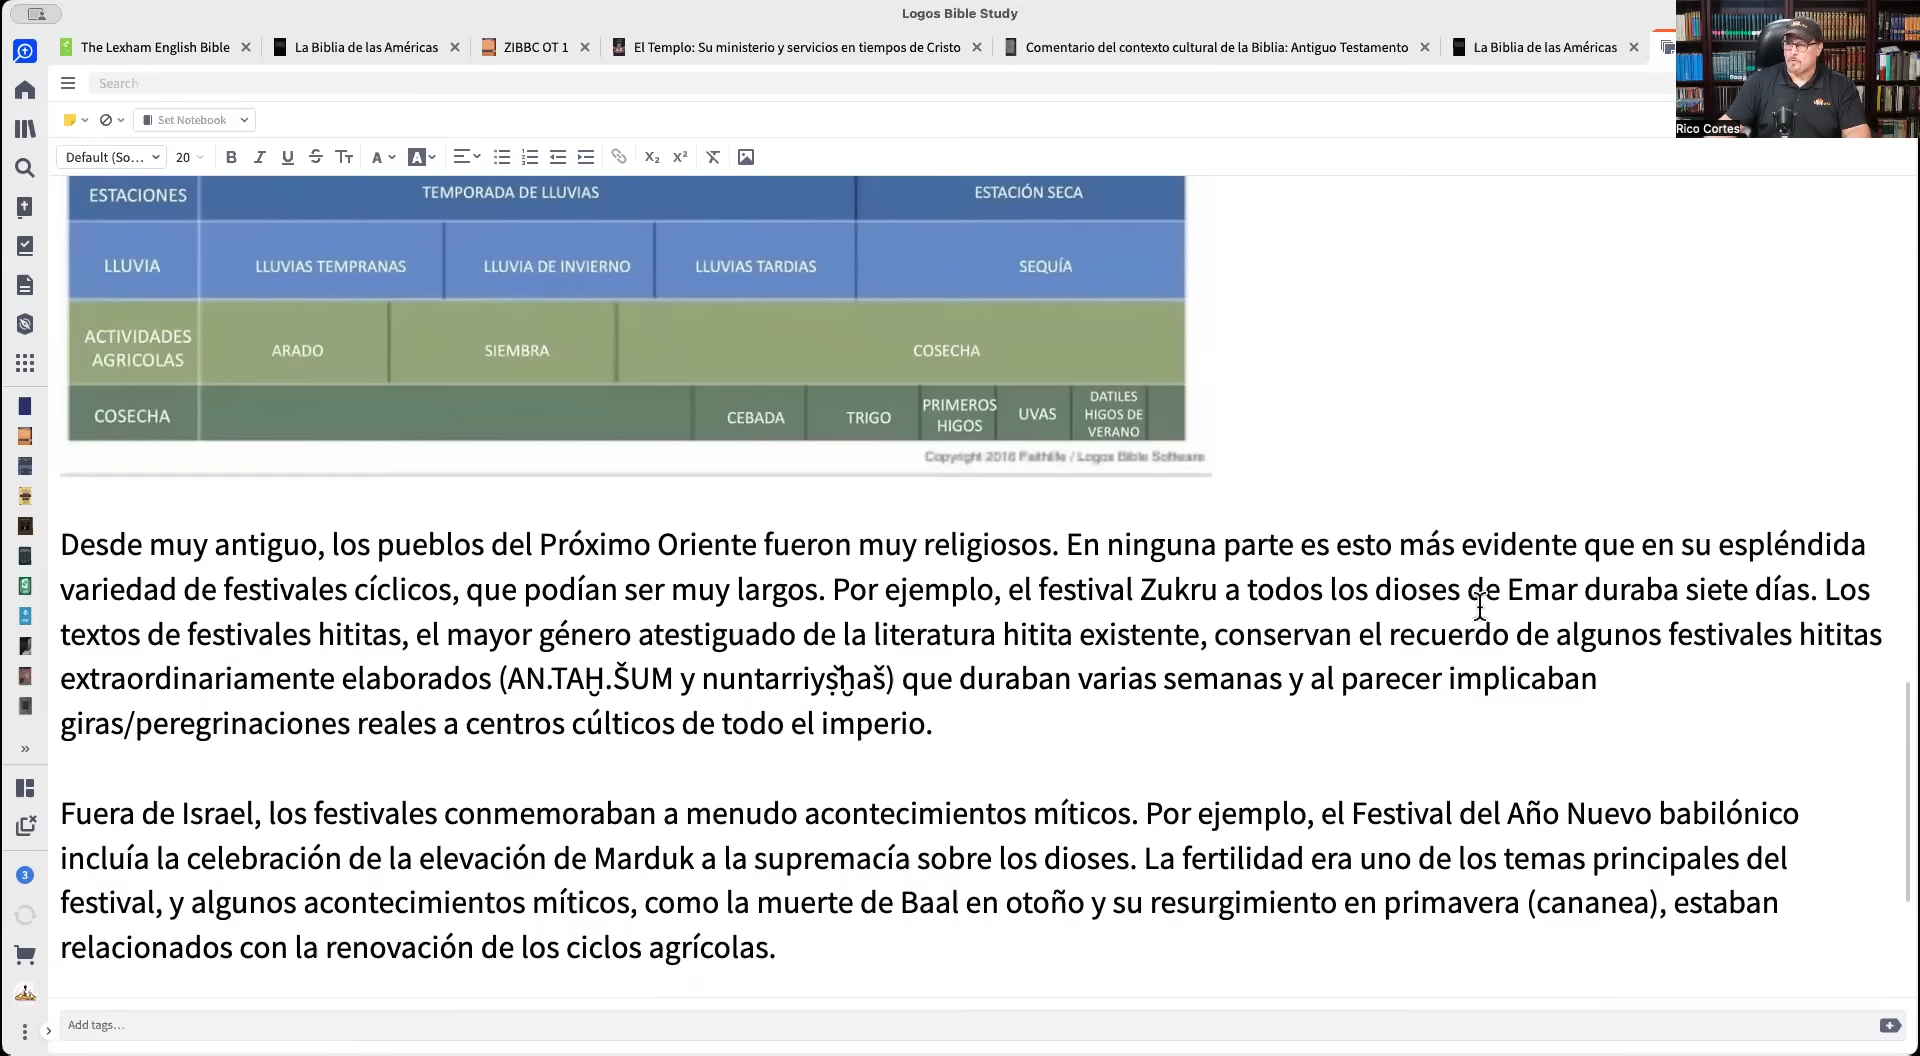 Logos Bible Study
The Lexham English Bible
La Biblia de las Américas
ZIBBC OT 1
El Templo: Su ministerio y servicios en tiempos de Cristo
Comentario del contexto cultural de la Biblia: Antiguo Testamento
La Biblia de las Américas
Rico Cortes
Search
Set Notebook
Default (So...
20
ESTACIONES TEMPORADA DE LLUVIAS ESTACIÓN SECA
LLUVIA LLUVIAS TEMPRANAS LLUVIA DE INVIERNO LLUVIAS TARDIAS SEQUÍA
ACTIVIDADES
AGRICOLAS
ARADO SIEMBRA COSECHA
COSECHA
CEBADA
TRIGO
PRIMEROS
HIGOS
UVAS
DATILES
HIGOS DE
VERANO
Copyright 2016 Faithlife / Logos Bible Software
Desde muy antiguo, los pueblos del Próximo Oriente fueron muy religiosos. En ninguna parte es esto más evidente que en su espléndida
variedad de festivales cíclicos, que podían ser muy largos. Por ejemplo, el festival Zukru a todos los dioses de Emar duraba siete días. Los
textos de festivales hititas, el mayor género atestiguado de la literatura hitita existente, conservan el recuerdo de algunos festivales hititas
extraordinariamente elaborados (AN.TAḪ.ŠUM y nuntarriyšḫaš) que duraban varias semanas y al parecer implicaban
giras/peregrinaciones reales a centros cúlticos de todo el imperio.
Fuera de Israel, los festivales conmemoraban a menudo acontecimientos míticos. Por ejemplo, el Festival del Año Nuevo babilónico
incluía la celebración de la elevación de Marduk a la supremacía sobre los dioses. La fertilidad era uno de los temas principales del
festival, y algunos acontecimientos míticos, como la muerte de Baal en otoño y su resurgimiento en primavera (cananea), estaban
relacionados con la renovación de los ciclos agrícolas.
3
Add tags...